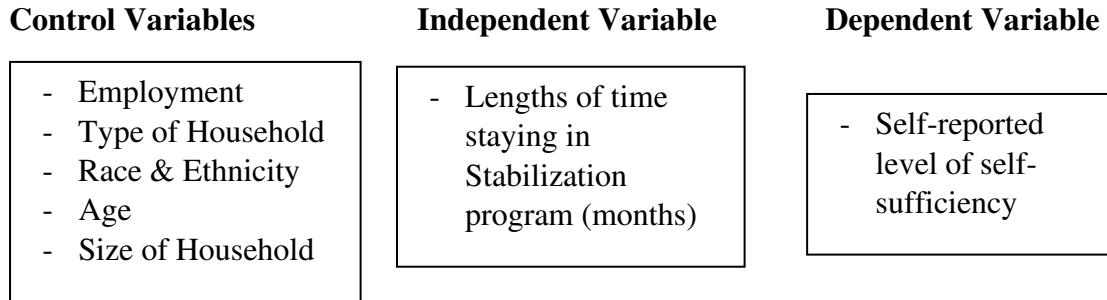 Control Variables
- Employment
- Type of Household
- Race & Ethnicity
- Age
- Size of Household
Independent Variable
- Lengths of time
staying in
Stabilization
program (months)
Dependent Variable
- Self-reported
level of self-
sufficiency